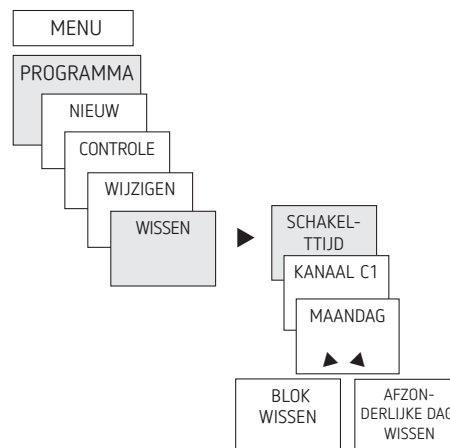 MENU
PROGRAMMA
NIEUW
CONTROLE
WIJZIGEN
WISSEN
SCHAKEL-
TTIJD
KANAAL C1
MAANDAG
BLOK
WISSEN
AFZON-
DERLIJKE DAG
WISSEN